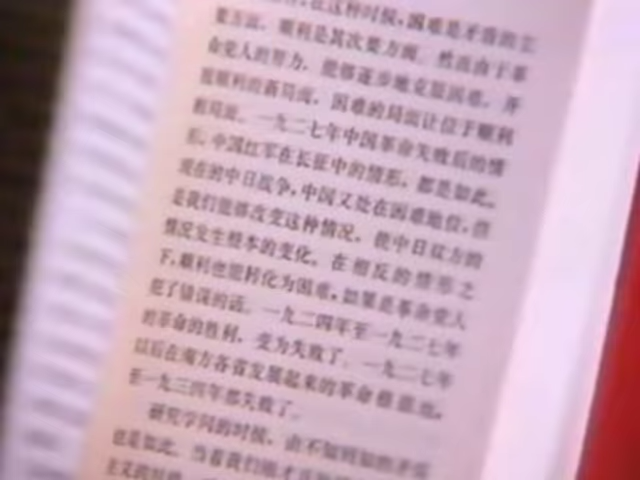 在这种时候,困难是矛盾的主
要方面,顺利是其次要方面。然而由于革
命党人的努力,能够逐步地克服困难,开
展顺利的新局面,困难的局面让位于顺利
的局面。一九二七年中国革命失败后的情
形,中国红军在长征中的情形,都是如此。
现在的中日战争,中国又处在困难地位,但
是我们能够改变这种情况,使中日双方的
情况发生根本的变化。在相反的情形之
下,顺利也能转化为困难,如果是革命党人
犯了错误的话。一九二四年至一九二七年
的革命的胜利,变为失败了。一九二七年
以后在南方各省发展起来的革命根据地,
至一九三四年都失败了。
研究学问的时候,由不知到知的矛盾
也是如此。当着我们刚才开始